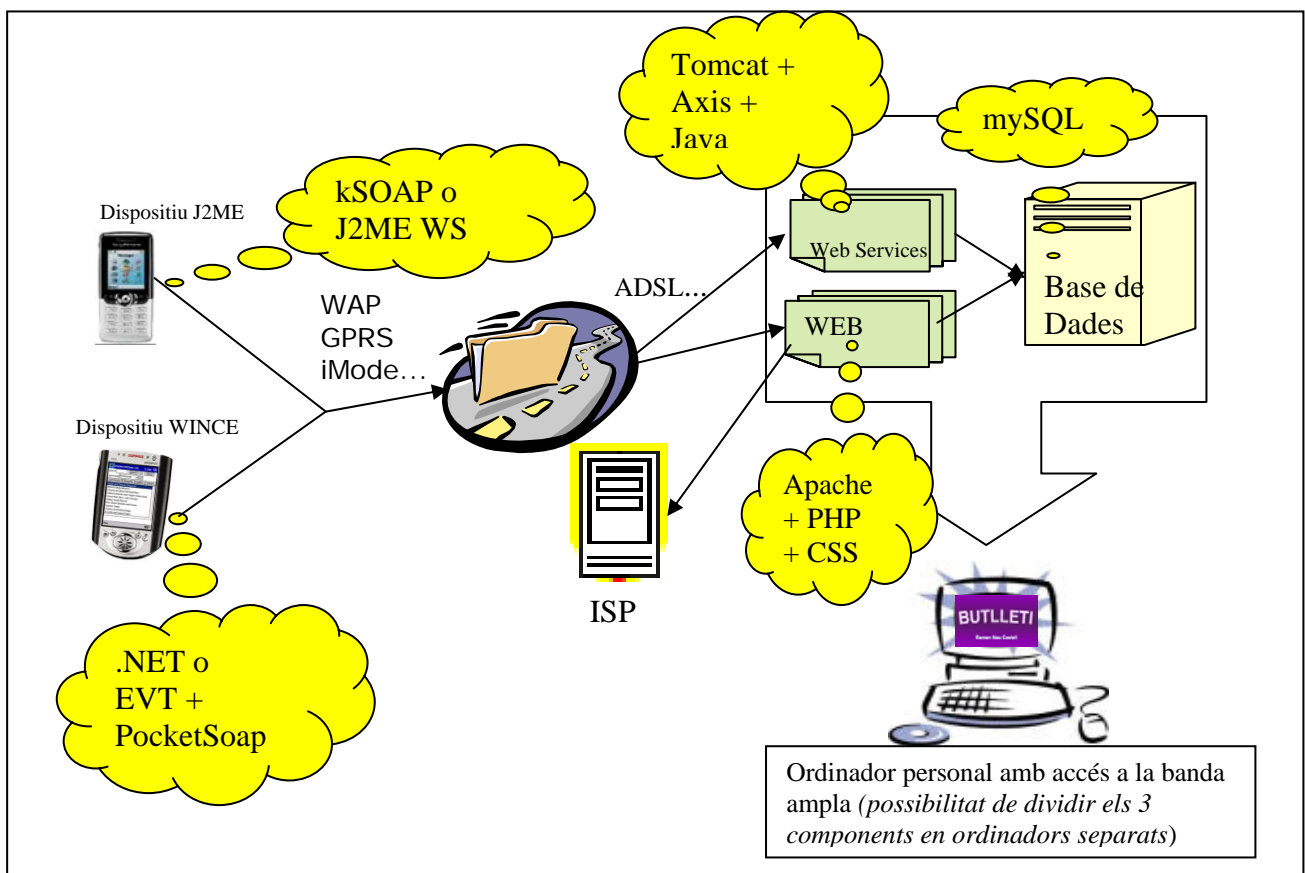 Tomcat +
Axis +
Java
mySQL
kSOAP o
J2ME WS
Dispositiu J2ME
Web Services
ADSL...
Base de
Dades
WAP
GPRS
iMode...
WEB
Dispositiu WINCE
Apache
+ PHP
+ CSS
ISP
BUTLLETI
.NET o
EVT +
PocketSoap
Ordinador personal amb accés a la banda
ampla (possibilitat de dividir els 3
components en ordinadors separats)